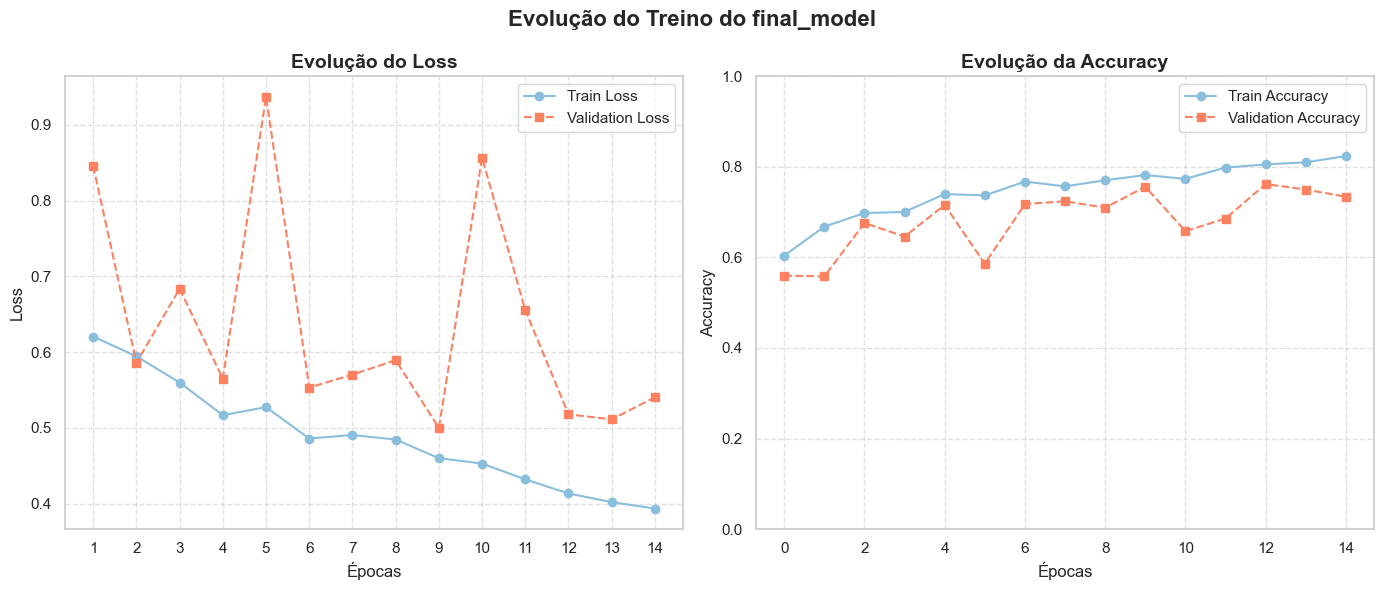 Evolução do Treino do final_model
Evolução do Loss
Train Loss
Validation Loss
0.9
0.8
0.7
0.6
0.5
0.4
Loss
1 2 3 4 5 6 7 8 9 10 11 12 13 14
Épocas
Evolução da Accuracy
Train Accuracy
Validation Accuracy
1.0
0.8
0.6
0.4
0.2
0.0
Accuracy
0 2 4 6 8 10 12 14
Épocas